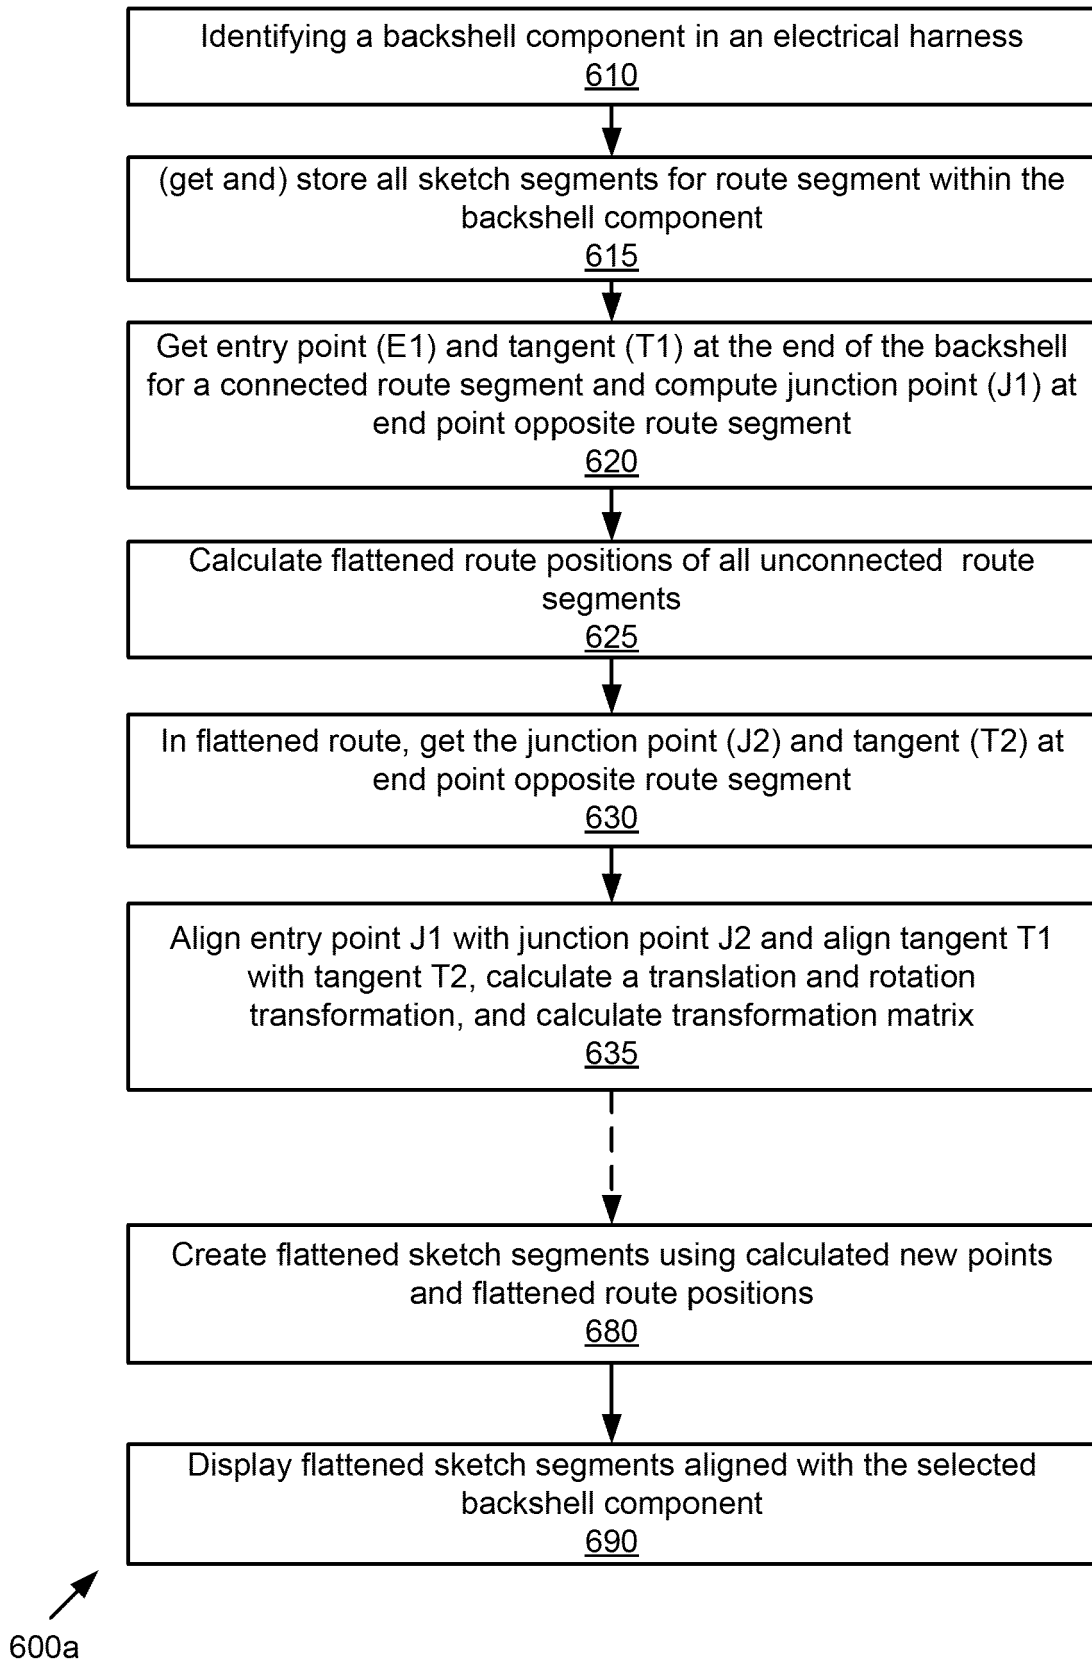 Identifying a backshell component in an electrical harness
610
(get and) store all sketch segments for route segment within the
backshell component
615
Get entry point (E1) and tangent (T1) at the end of the backshell
for a connected route segment and compute junction point (J1) at
end point opposite route segment
620
Calculate flattened route positions of all unconnected  route
segments
625
In flattened route, get the junction point (J2) and tangent (T2) at
end point opposite route segment
630
Align entry point J1 with junction point J2 and align tangent T1
with tangent T2, calculate a translation and rotation
transformation, and calculate transformation matrix
635
Create flattened sketch segments using calculated new points
and flattened route positions
680
Display flattened sketch segments aligned with the selected
backshell component
690
600a